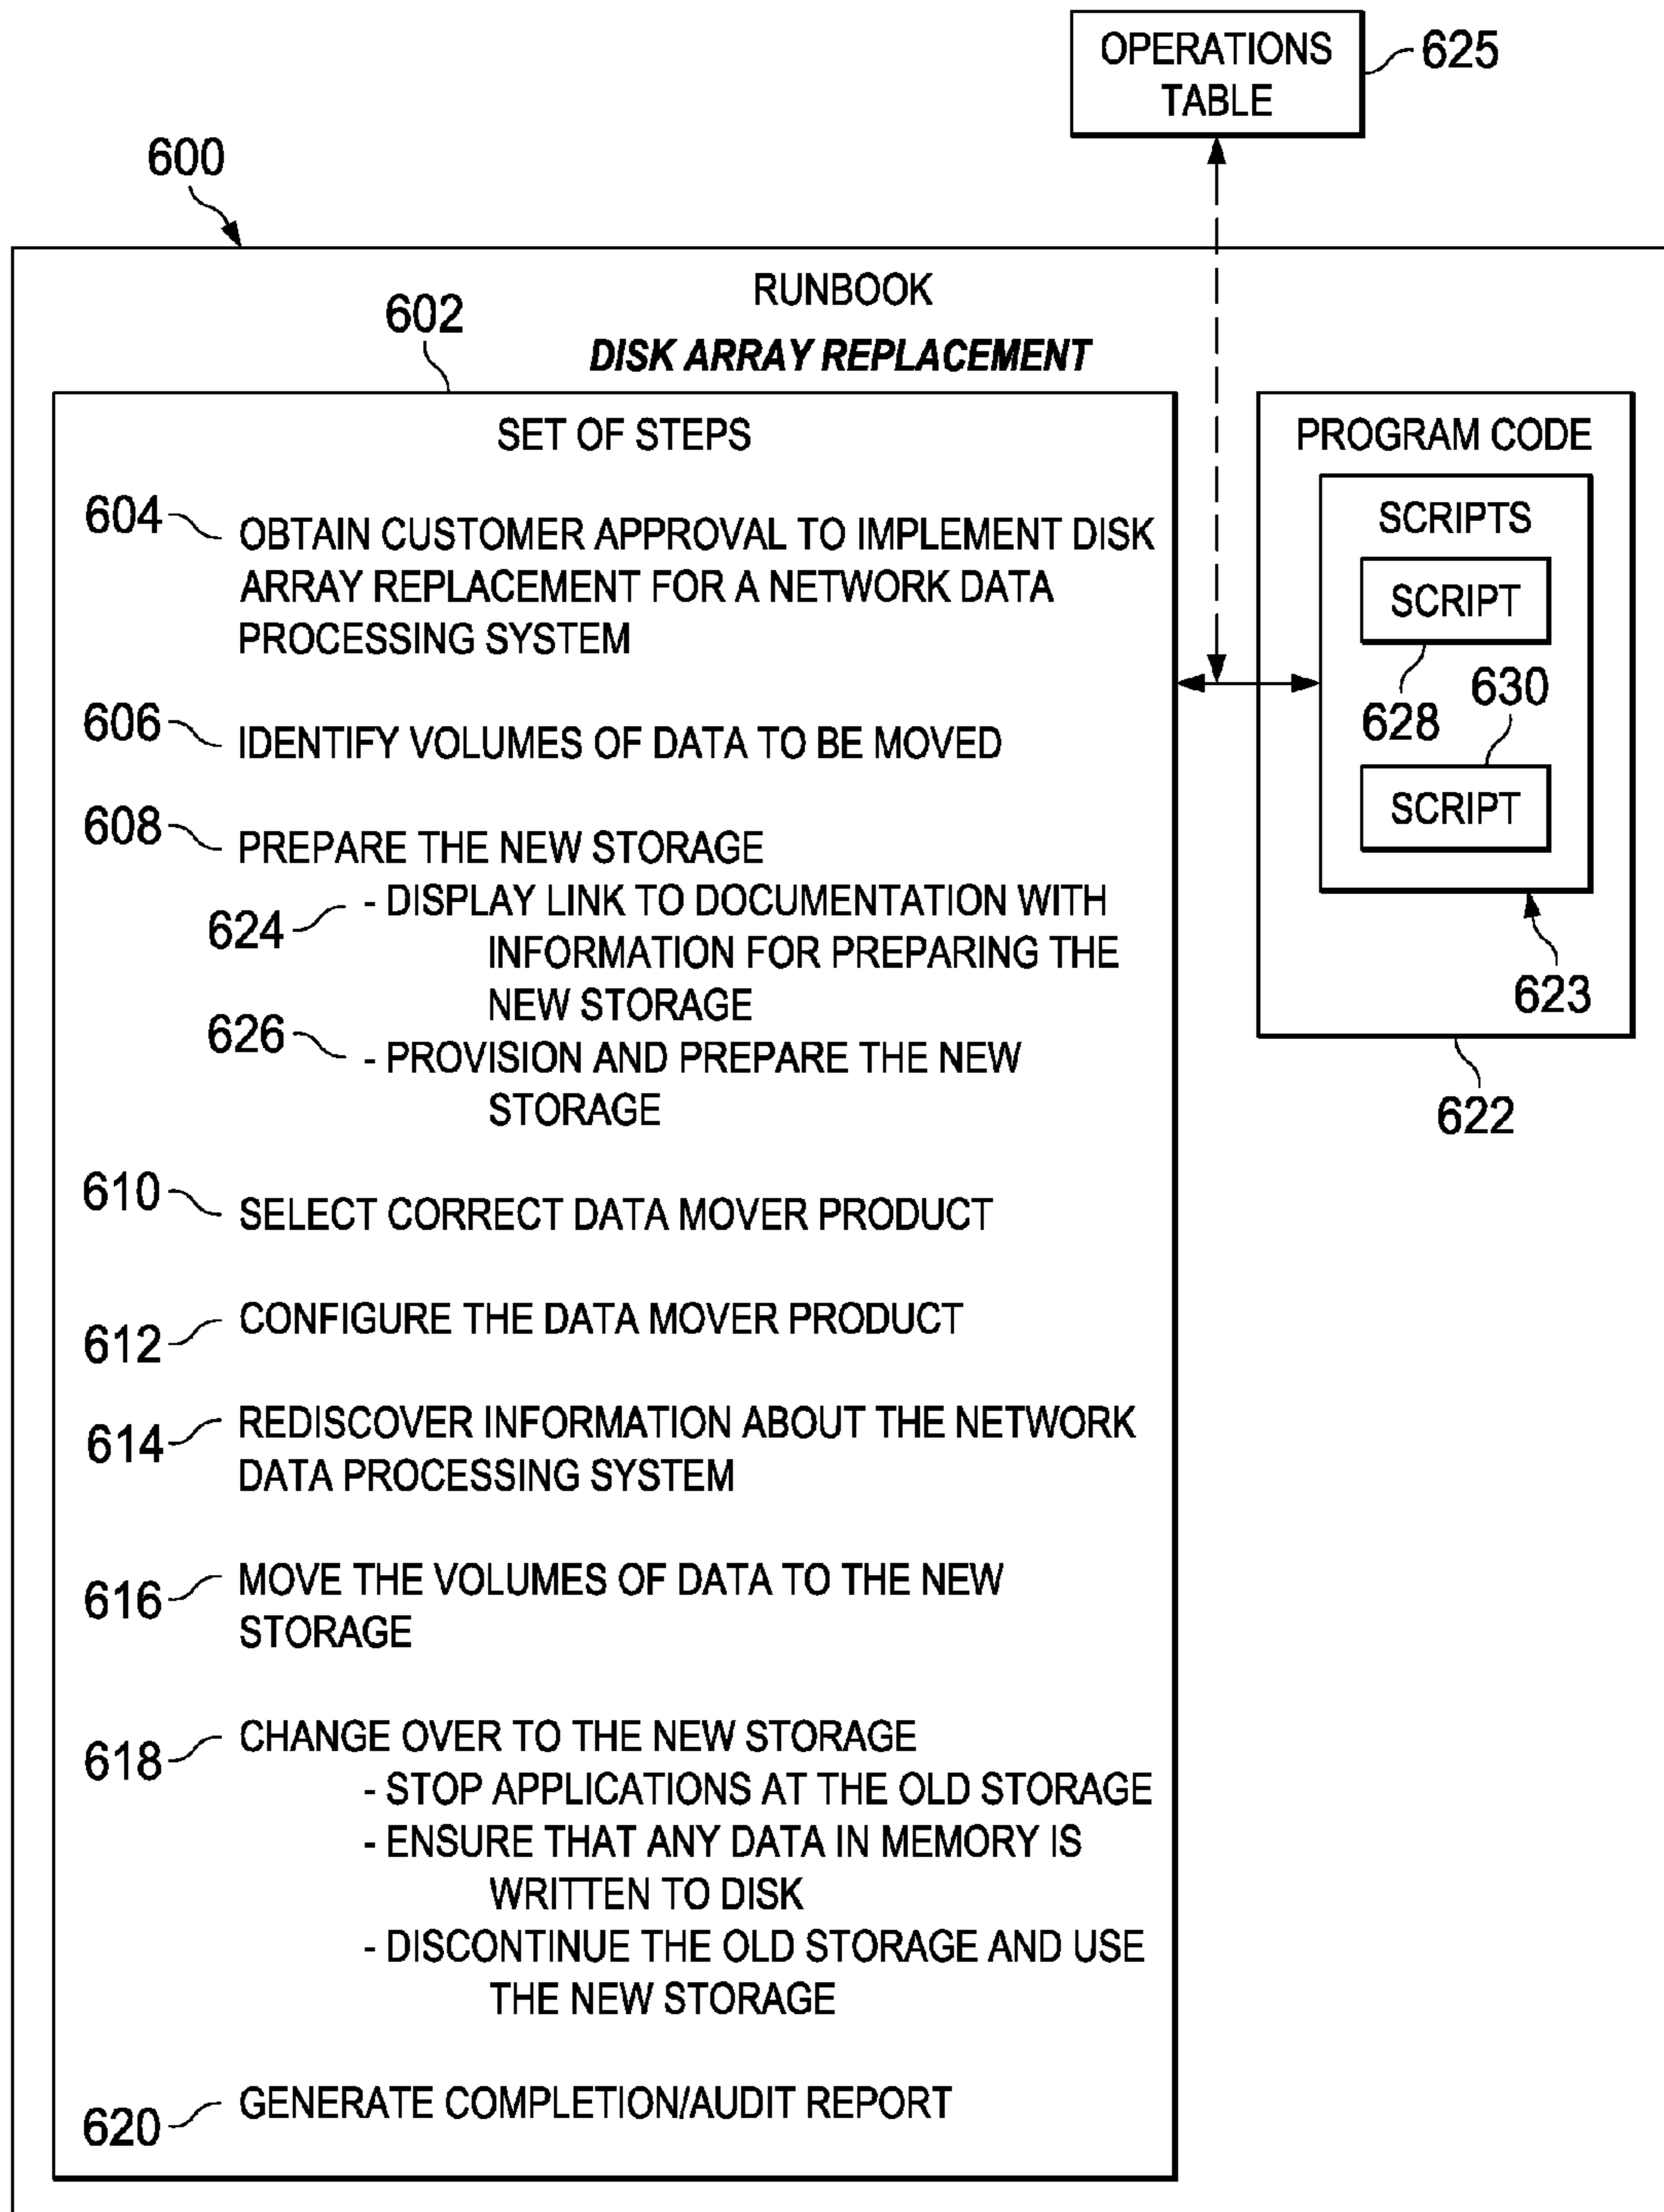 OPERATIONS
TABLE
625
600
RUNBOOK
DISK ARRAY REPLACEMENT
602
SET OF STEPS
604
OBTAIN CUSTOMER APPROVAL TO IMPLEMENT DISK
ARRAY REPLACEMENT FOR A NETWORK DATA
PROCESSING SYSTEM
606
IDENTIFY VOLUMES OF DATA TO BE MOVED
608
PREPARE THE NEW STORAGE
624
- DISPLAY LINK TO DOCUMENTATION WITH
INFORMATION FOR PREPARING THE
NEW STORAGE
626
- PROVISION AND PREPARE THE NEW
STORAGE
610
SELECT CORRECT DATA MOVER PRODUCT
612
CONFIGURE THE DATA MOVER PRODUCT
614
REDISCOVER INFORMATION ABOUT THE NETWORK
DATA PROCESSING SYSTEM
616
MOVE THE VOLUMES OF DATA TO THE NEW
STORAGE
618
CHANGE OVER TO THE NEW STORAGE
- STOP APPLICATIONS AT THE OLD STORAGE
- ENSURE THAT ANY DATA IN MEMORY IS
WRITTEN TO DISK
- DISCONTINUE THE OLD STORAGE AND USE
THE NEW STORAGE
620
GENERATE COMPLETION/AUDIT REPORT
PROGRAM CODE
SCRIPTS
SCRIPT
628
630
SCRIPT
623
622